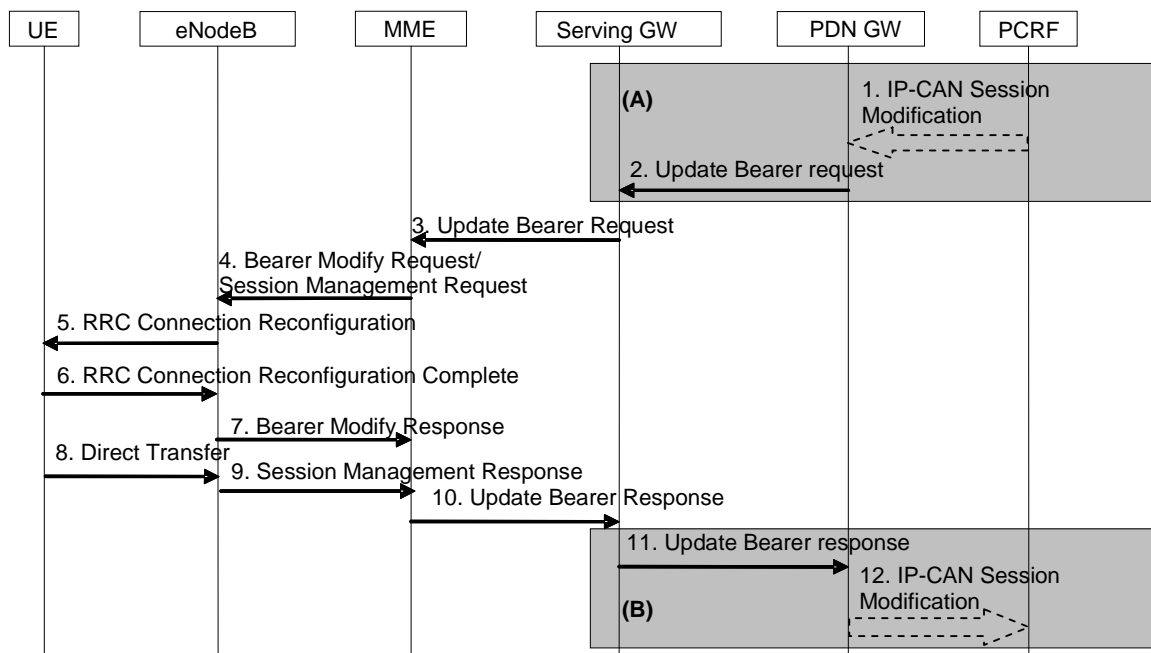 UE eNodeB MME Serving GW PDN GW PCRF
(A)
1. IP-CAN Session
Modification
2. Update Bearer request
3. Update Bearer Request
4. Bearer Modify Request/
Session Management Request
5. RRC Connection Reconfiguration
6. RRC Connection Reconfiguration Complete
7. Bearer Modify Response
8. Direct Transfer
9. Session Management Response
10. Update Bearer Response
11. Update Bearer response
12. IP-CAN Session
Modification
(B)